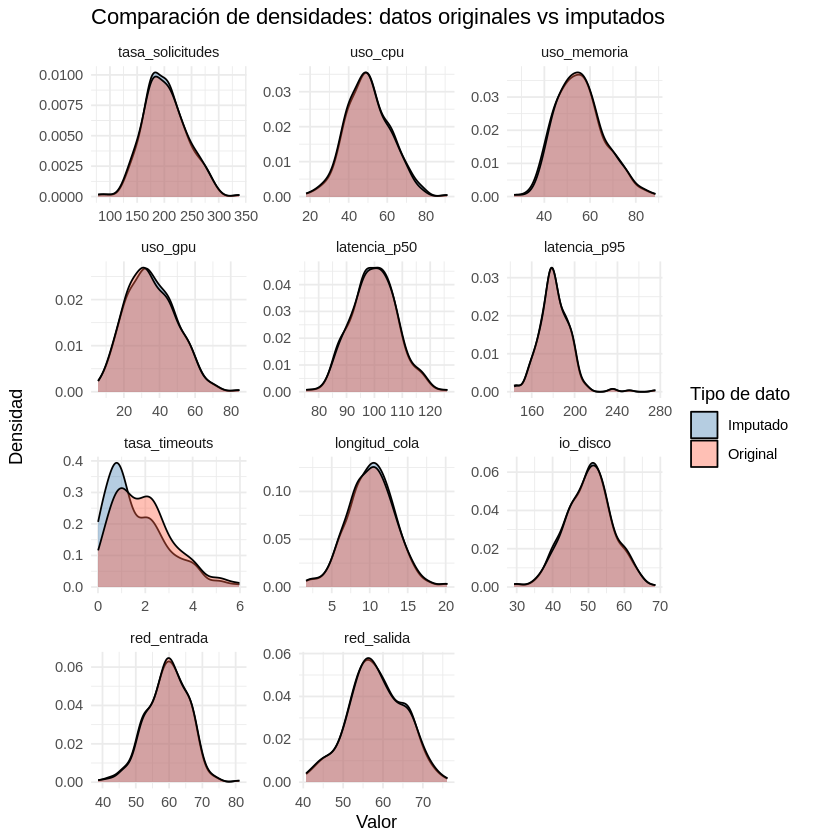 Comparación de densidades: datos originales vs imputados
tasa_solicitudes uso_cpu uso_memoria
0.0100
0.0075
0.0050
0.0025
0.0000
100 150 200 250 300 350
0.03
0.02
0.01
0.00
20 40 60 80
0.03
0.02
0.01
0.00
40 60 80
uso_gpu latencia_p50 latencia_p95
0.02
0.01
0.00
20 40 60 80
0.04
0.03
0.02
0.01
0.00
80 90 100 110 120
0.03
0.02
0.01
0.00
160 200 240 280
Densidad
tasa_timeouts longitud_cola io_disco
0.4
0.3
0.2
0.1
0.0
0 2 4 6
0.10
0.05
0.00
5 10 15 20
0.06
0.04
0.02
0.00
30 40 50 60 70
red_entrada red_salida
0.06
0.04
0.02
0.00
40 50 60 70 80
0.06
0.04
0.02
0.00
40 50 60 70
Valor
Tipo de dato
Imputado
Original